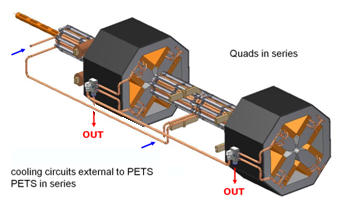 Quads in series
OUT
cooling circuits external to PETS
PETS in series
OUT